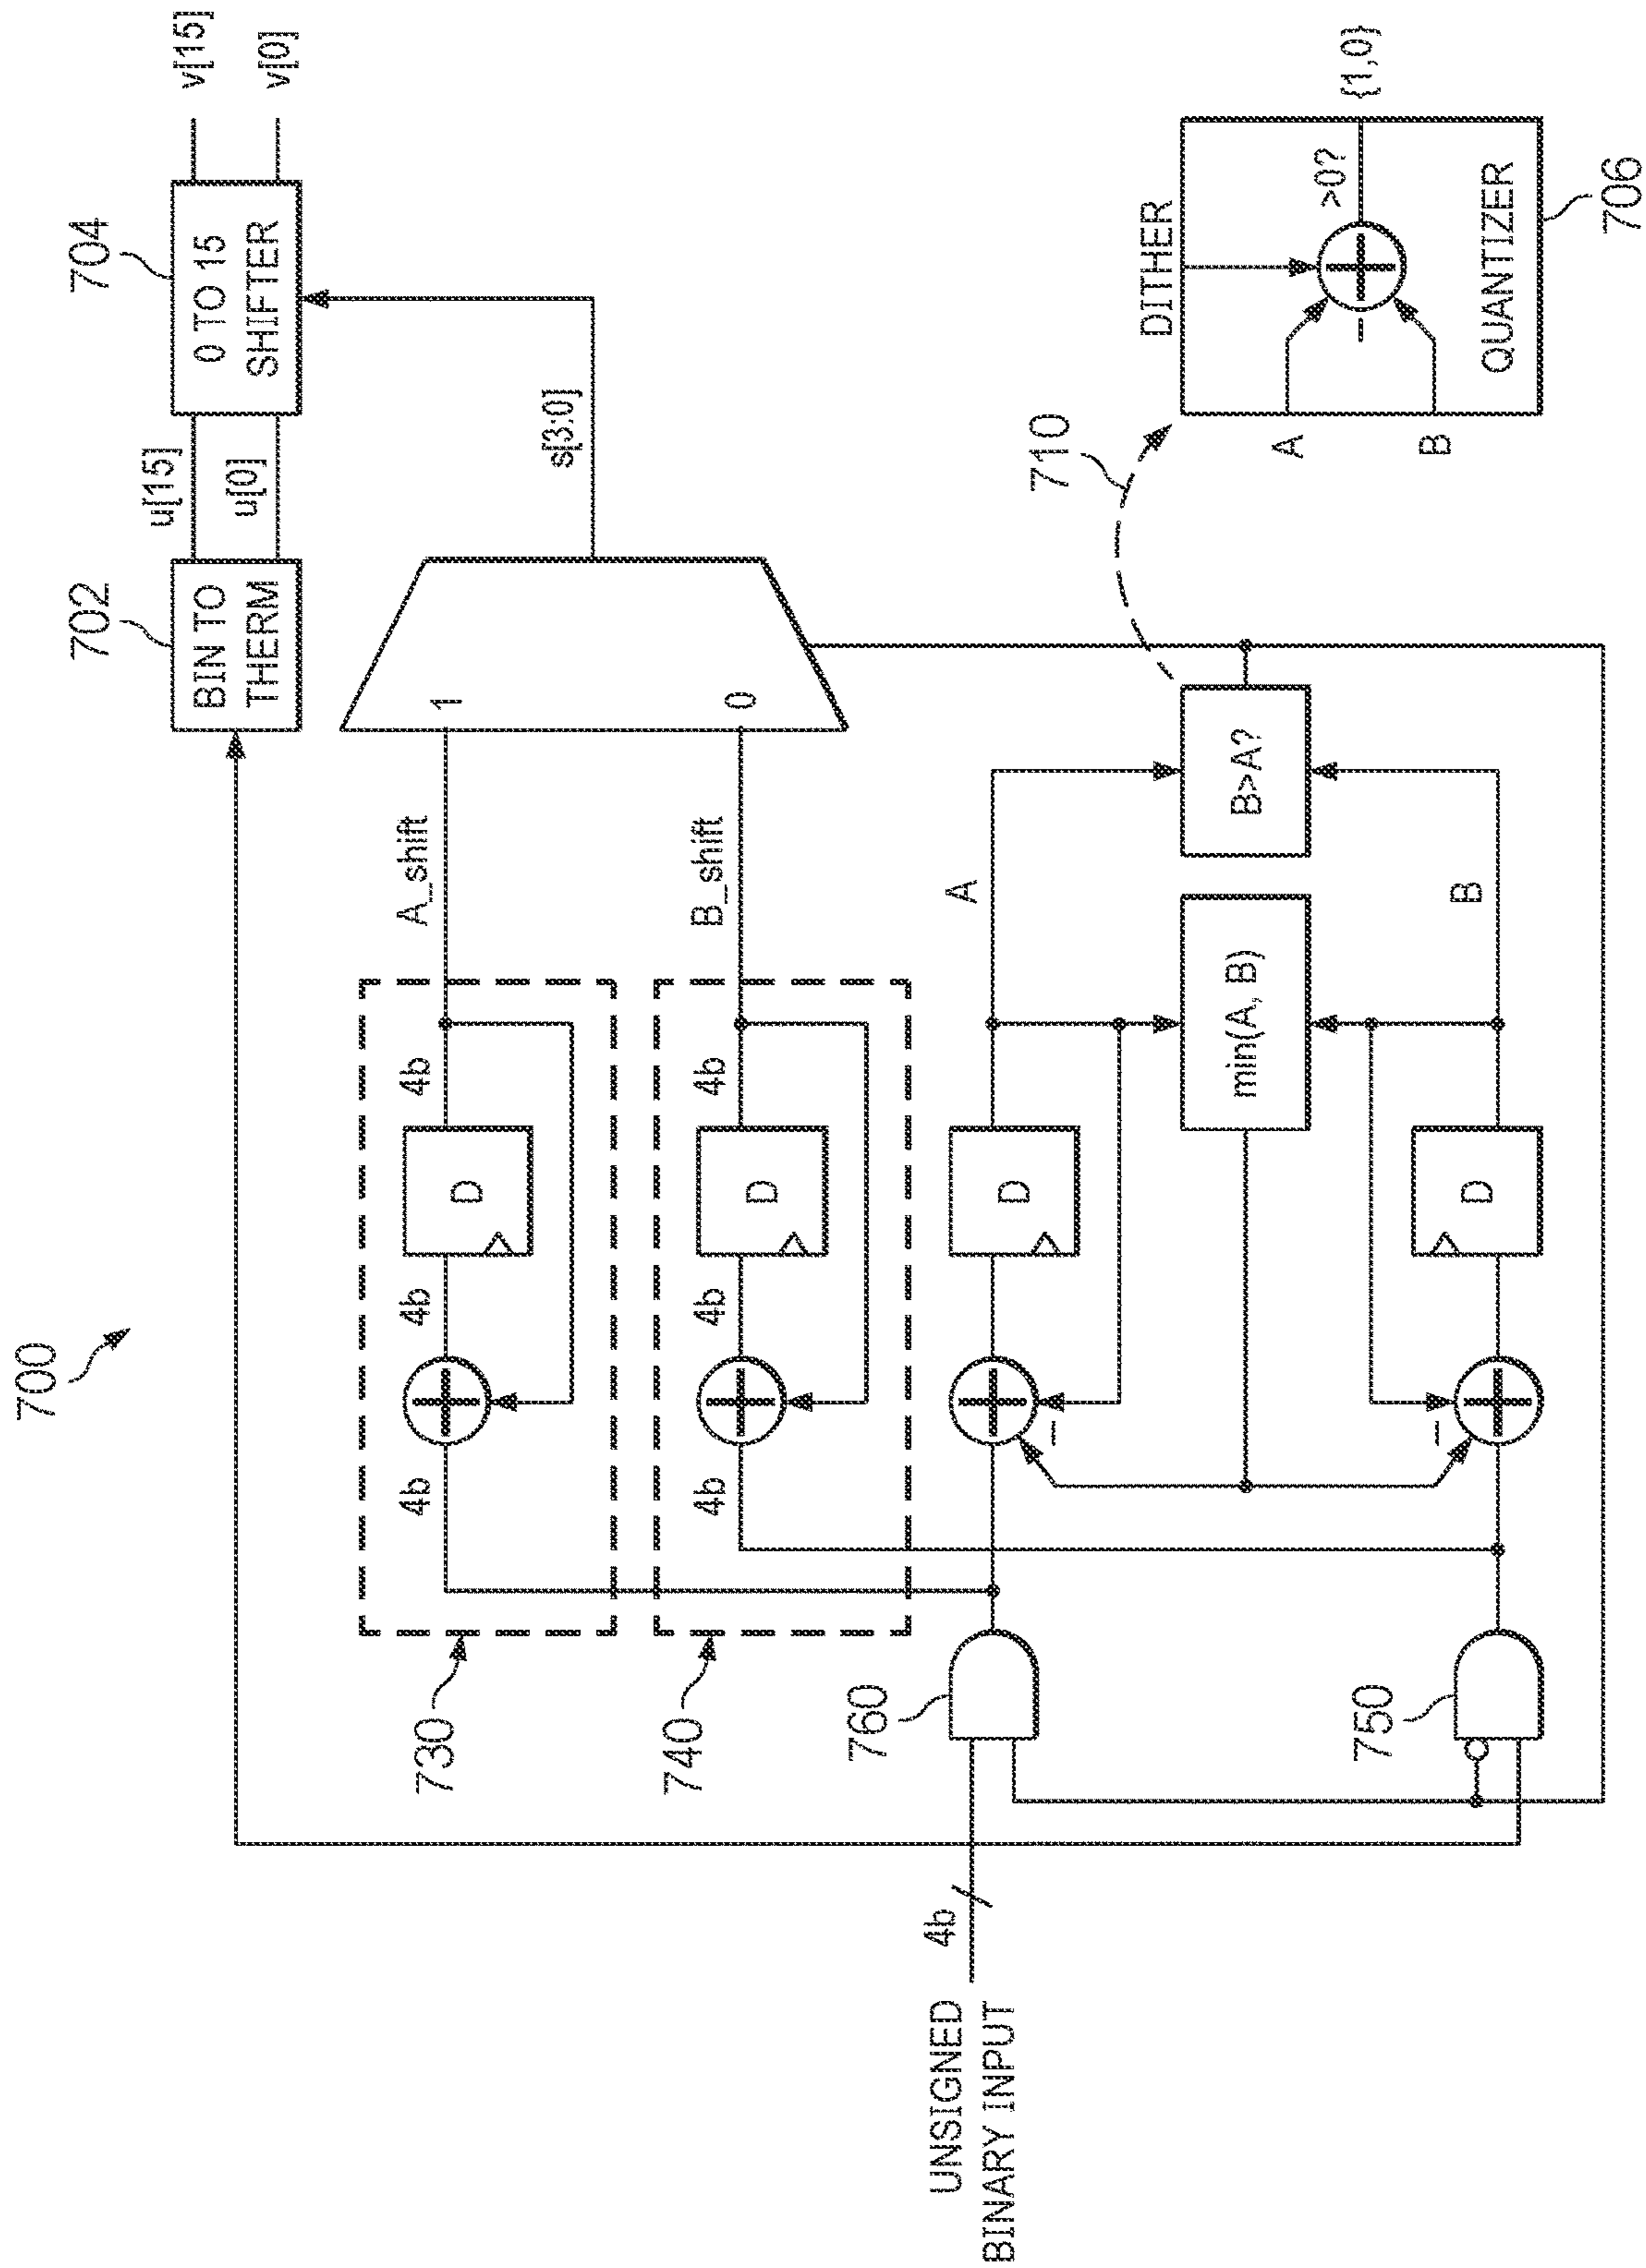 700
702
BIN TO
THERM
u[15]
u[0]
704
0 TO 15
SHIFTER
v[15]
v[0]
730
4b
4b
D
4b
A_shift
1
s[3:0]
740
4b
4b
D
4b
B_shift
0
760
D
A
−
min(A, B)
B>A?
710
DITHER
A
−
B
>0?
{1,0}
QUANTIZER
706
UNSIGNED
BINARY INPUT
4b
750
−
D
B